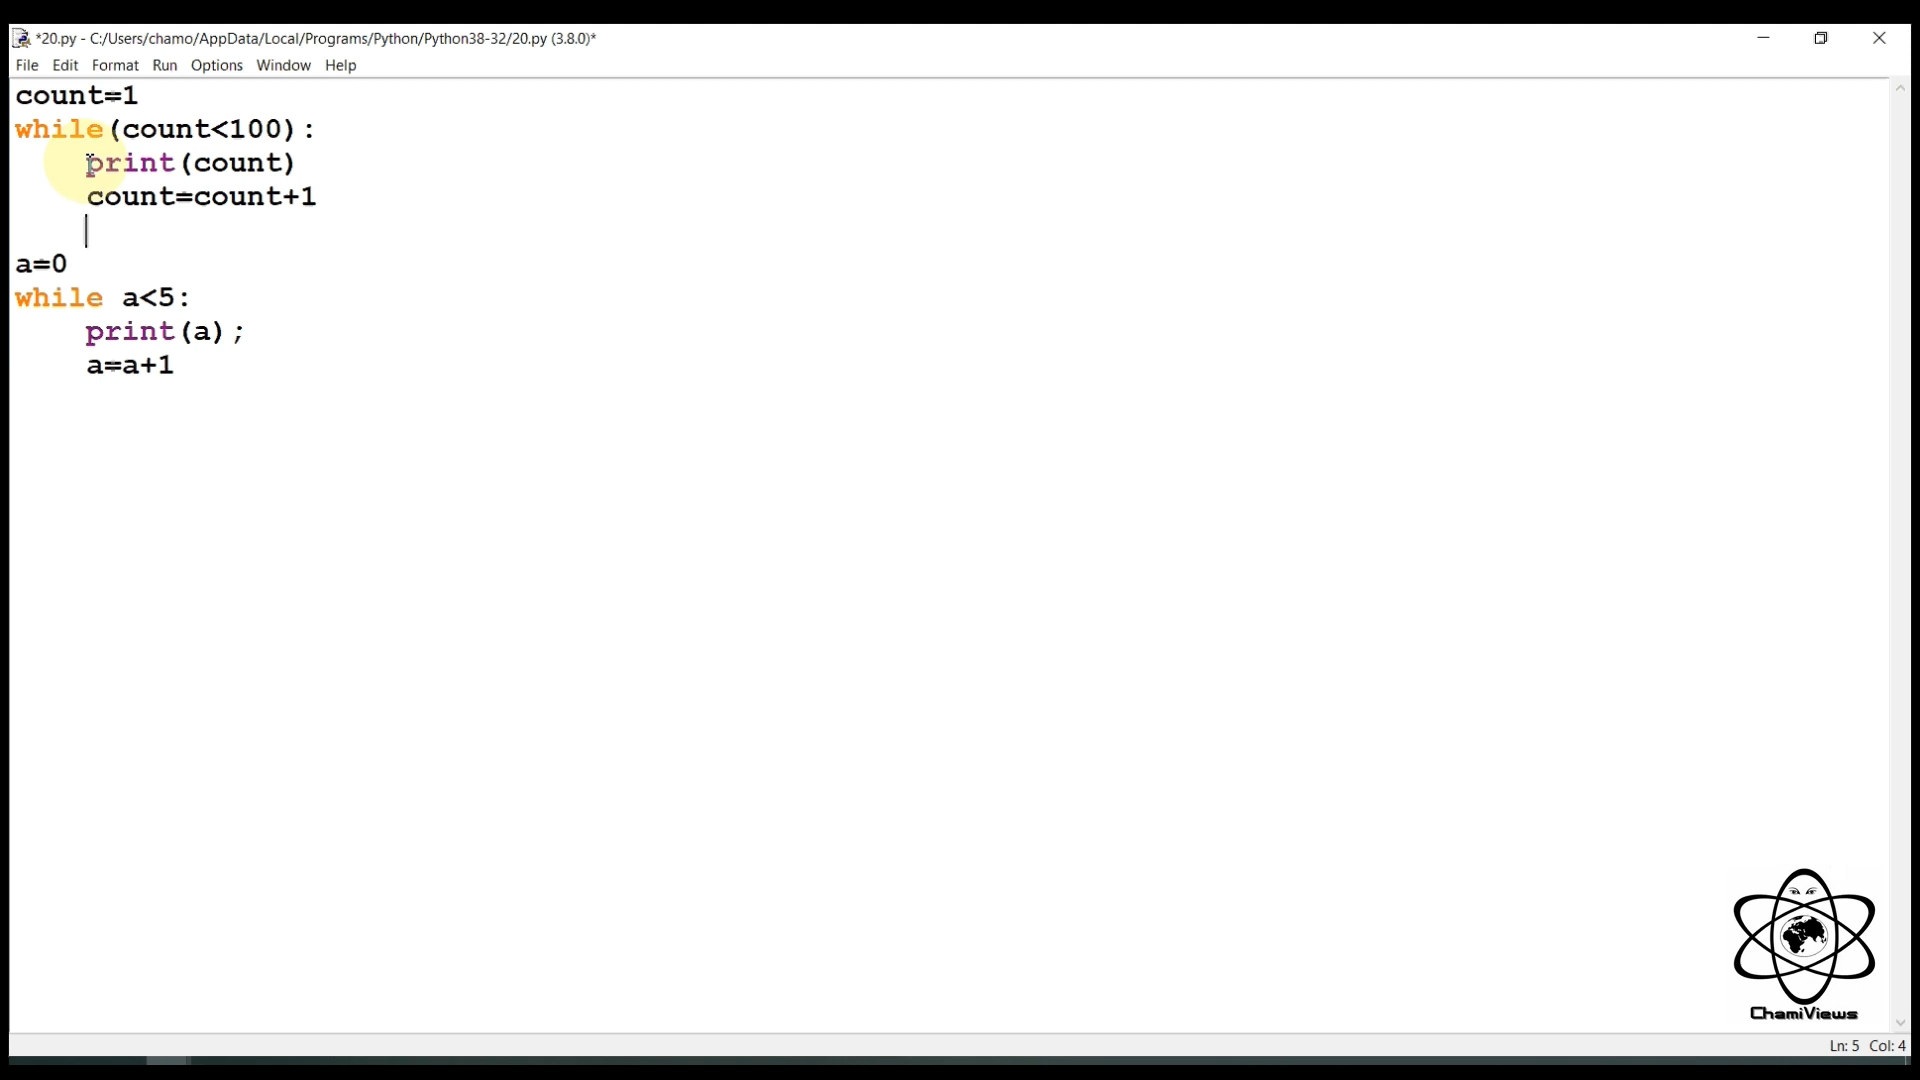 *20.py - C:/Users/chamo/AppData/Local/Programs/Python/Python38-32/20.py (3.8.0)*
File Edit Format Run Options Window Help
count=1
while(count<100):
    print(count)
    count=count+1
a=0
while a<5:
    print(a);
    a=a+1
ChamiViews
Ln: 5 Col: 4